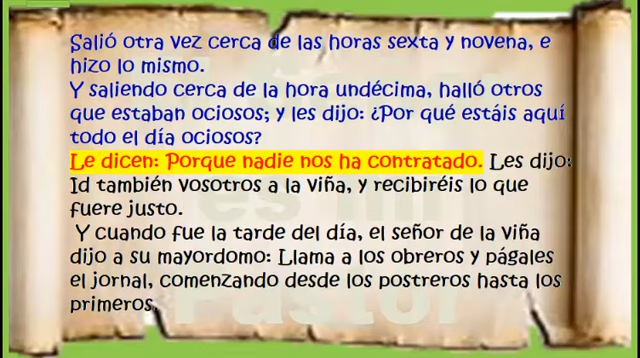 Salió otra vez cerca de las horas sexta y novena, e
hizo lo mismo.
Y saliendo cerca de la hora undécima, halló otros
que estaban ociosos; y les dijo: ¿Por qué estáis aquí
todo el día ociosos?
Le dicen: Porque nadie nos ha contratado. Les dijo:
Id también vosotros a la viña, y recibiréis lo que
fuere justo.
Y cuando fue la tarde del día, el señor de la viña
dijo a su mayordomo: Llama a los obreros y págales
el jornal, comenzando desde los postreros hasta los
primeros.
es mi
Pastor